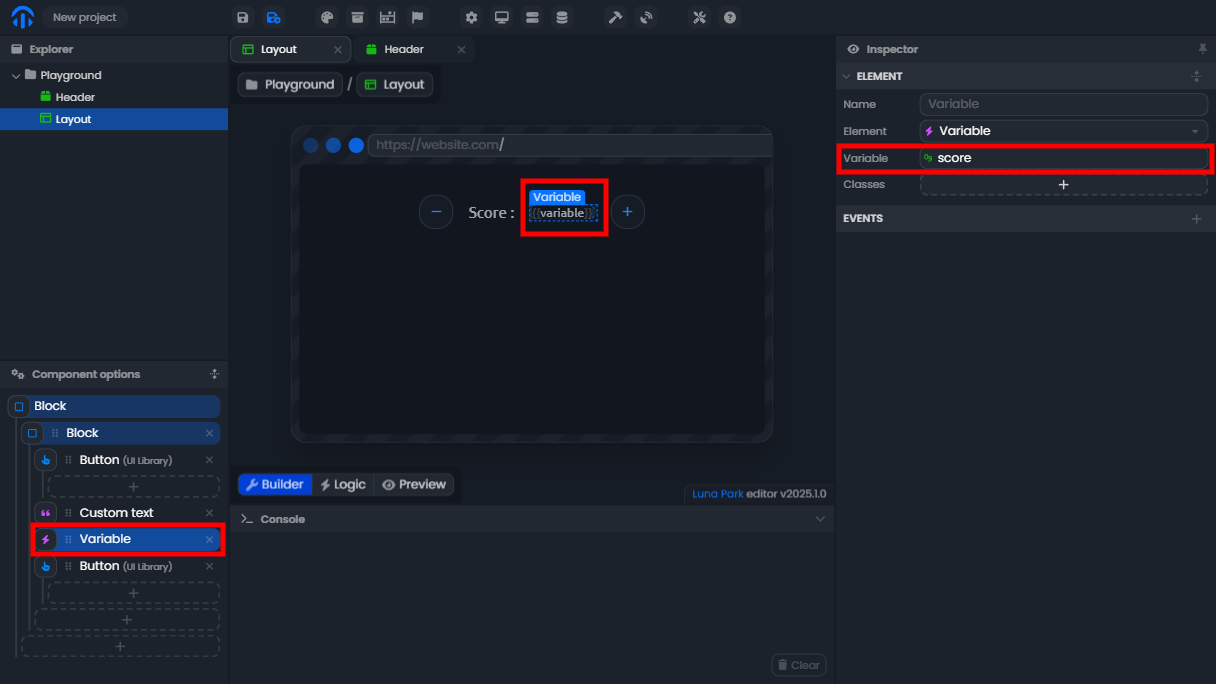 New project
Explorer
Playground
Header
Layout
Layout
Header
Playground / Layout
https://website.com/
Variable
Score : {{variable}}
Builder
Logic
Preview
Luna Park editor v2025.1.0
Console
Clear
Component options
Block
Block
Button (UI Library)
Custom text
Variable
Button (UI Library)
Inspector
ELEMENT
Name Variable
Element Variable
Variable score
Classes
EVENTS